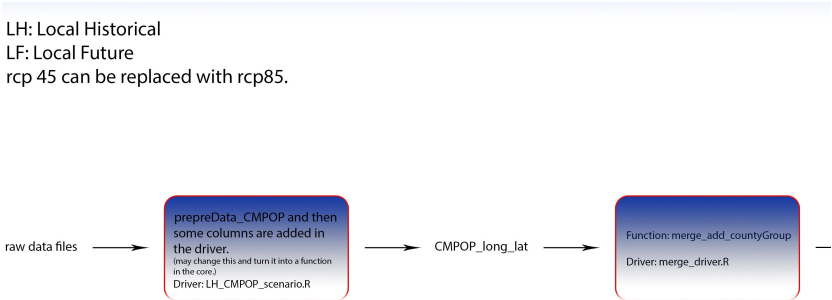 LH: Local Historical
LF: Local Future
rcp 45 can be replaced with rcp85.
raw data files
prepreData_CMPOP and then
some columns are added in
the driver.
(may change this and turn it into a function
in the core.)
Driver: LH_CMPOP_scenario.R
CMPOP_long_lat
Function: merge_add_countyGroup
Driver: merge_driver.R